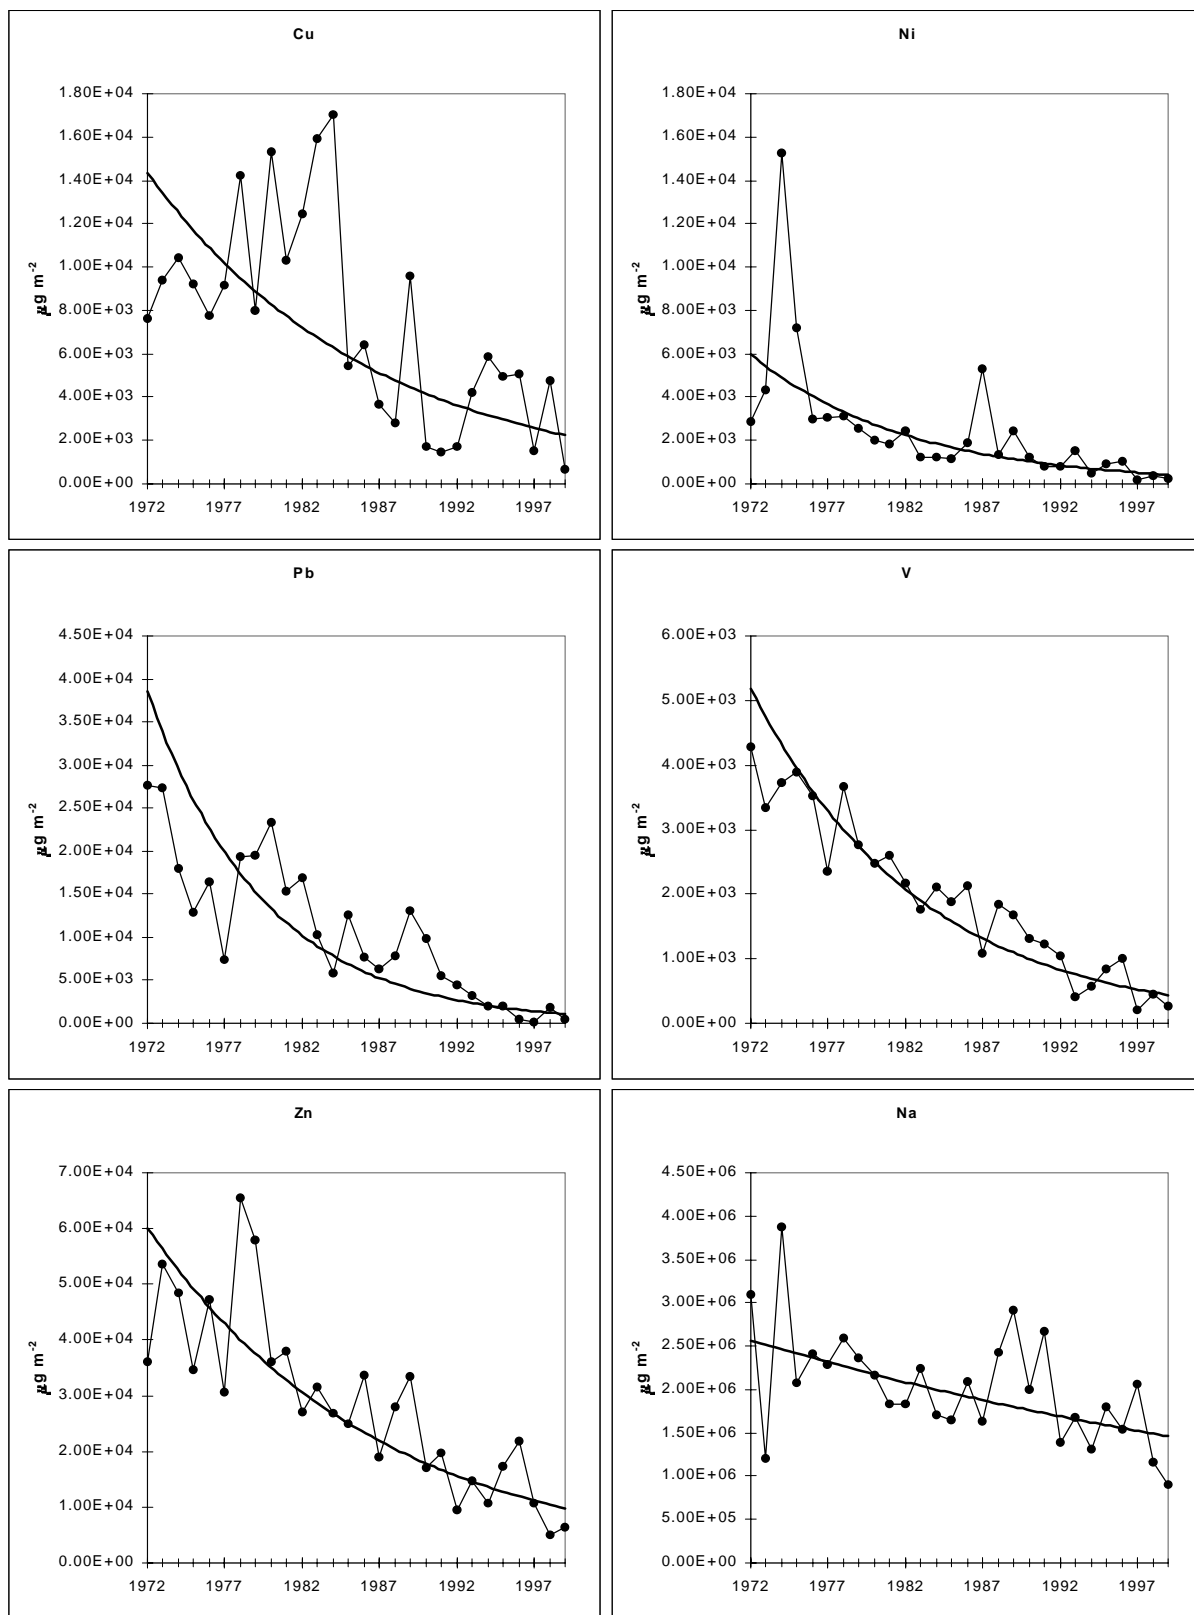 Cu
µg m-2
1.80E+04
1.60E+04
1.40E+04
1.20E+04
1.00E+04
8.00E+03
6.00E+03
4.00E+03
2.00E+03
0.00E+00
1972 1977 1982 1987 1992 1997
Ni
µg m-2
1.80E+04
1.60E+04
1.40E+04
1.20E+04
1.00E+04
8.00E+03
6.00E+03
4.00E+03
2.00E+03
0.00E+00
1972 1977 1982 1987 1992 1997
Pb
µg m-2
4.50E+04
4.00E+04
3.50E+04
3.00E+04
2.50E+04
2.00E+04
1.50E+04
1.00E+04
5.00E+03
0.00E+00
1972 1977 1982 1987 1992 1997
V
µg m-2
6.00E+03
5.00E+03
4.00E+03
3.00E+03
2.00E+03
1.00E+03
0.00E+00
1972 1977 1982 1987 1992 1997
Zn
µg m-2
7.00E+04
6.00E+04
5.00E+04
4.00E+04
3.00E+04
2.00E+04
1.00E+04
0.00E+00
1972 1977 1982 1987 1992 1997
Na
µg m-2
4.50E+06
4.00E+06
3.50E+06
3.00E+06
2.50E+06
2.00E+06
1.50E+06
1.00E+06
5.00E+05
0.00E+00
1972 1977 1982 1987 1992 1997